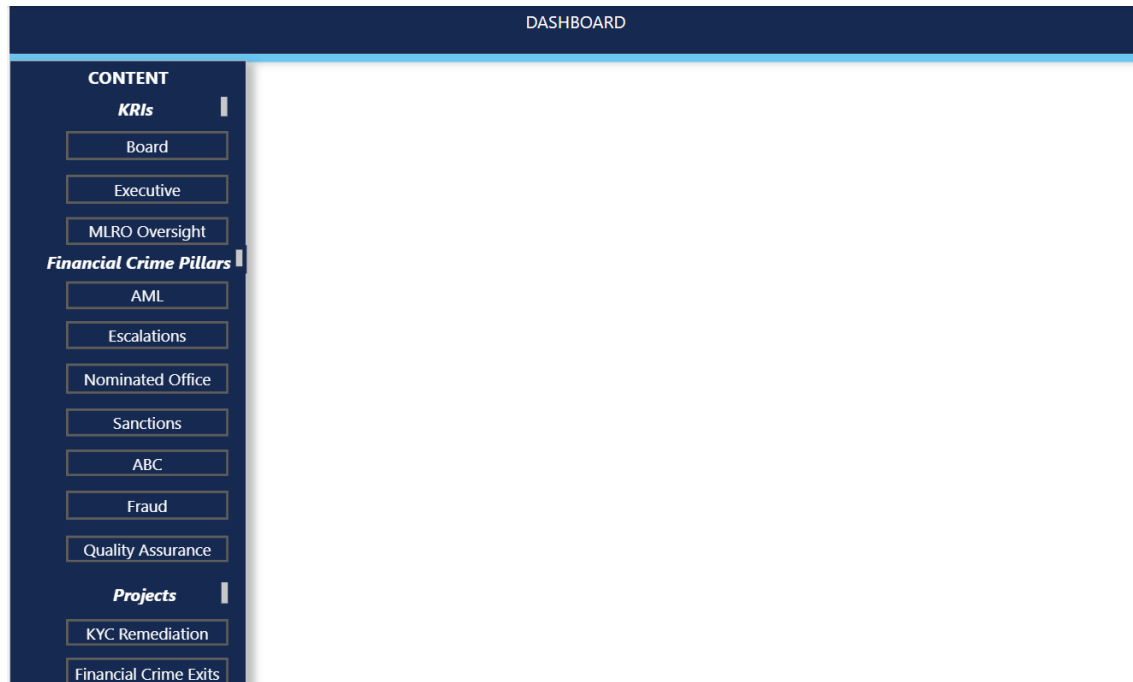 DASHBOARD
CONTENT
KRIs
Board
Executive
MLRO Oversight
Financial Crime Pillars
AML
Escalations
Nominated Office
Sanctions
ABC
Fraud
Quality Assurance
Projects
KYC Remediation
Financial Crime Exits